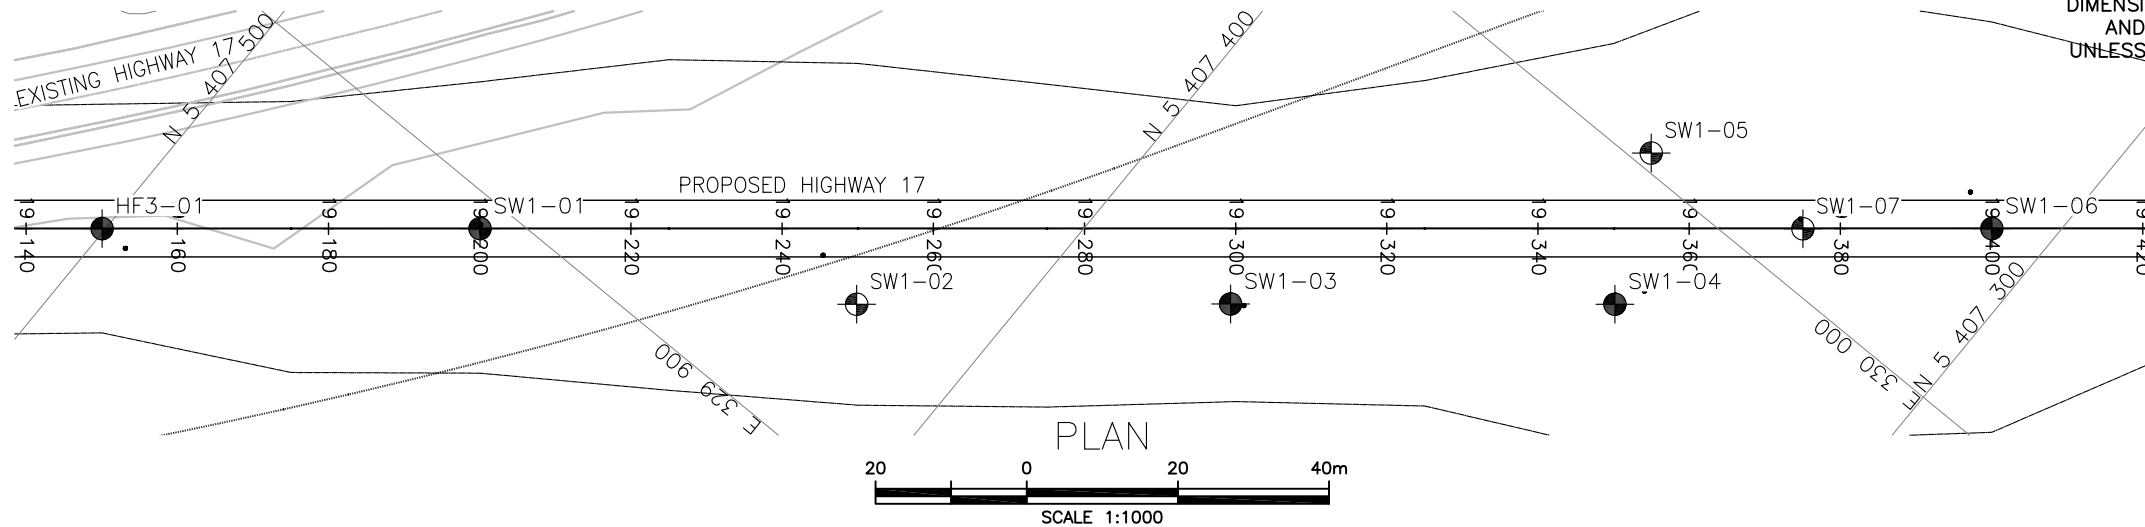 DIMENSI
AND
UNLESS
EXISTING HIGHWAY 17
N 5 407 500
N 5 407 400
SW1-05
PROPOSED HIGHWAY 17
HF3-01
SW1-01
SW1-07
SW1-06
19 19 19 19 19 19 19 19 19 19 19 19 19 19 19
140 160 180 200 220 240 260 280 300 320 340 360 380 400 420
SW1-02
SW1-03
SW1-04
N 5 407 300
E 329 900
E 330 000
PLAN
20 0 20 40m
SCALE 1:1000